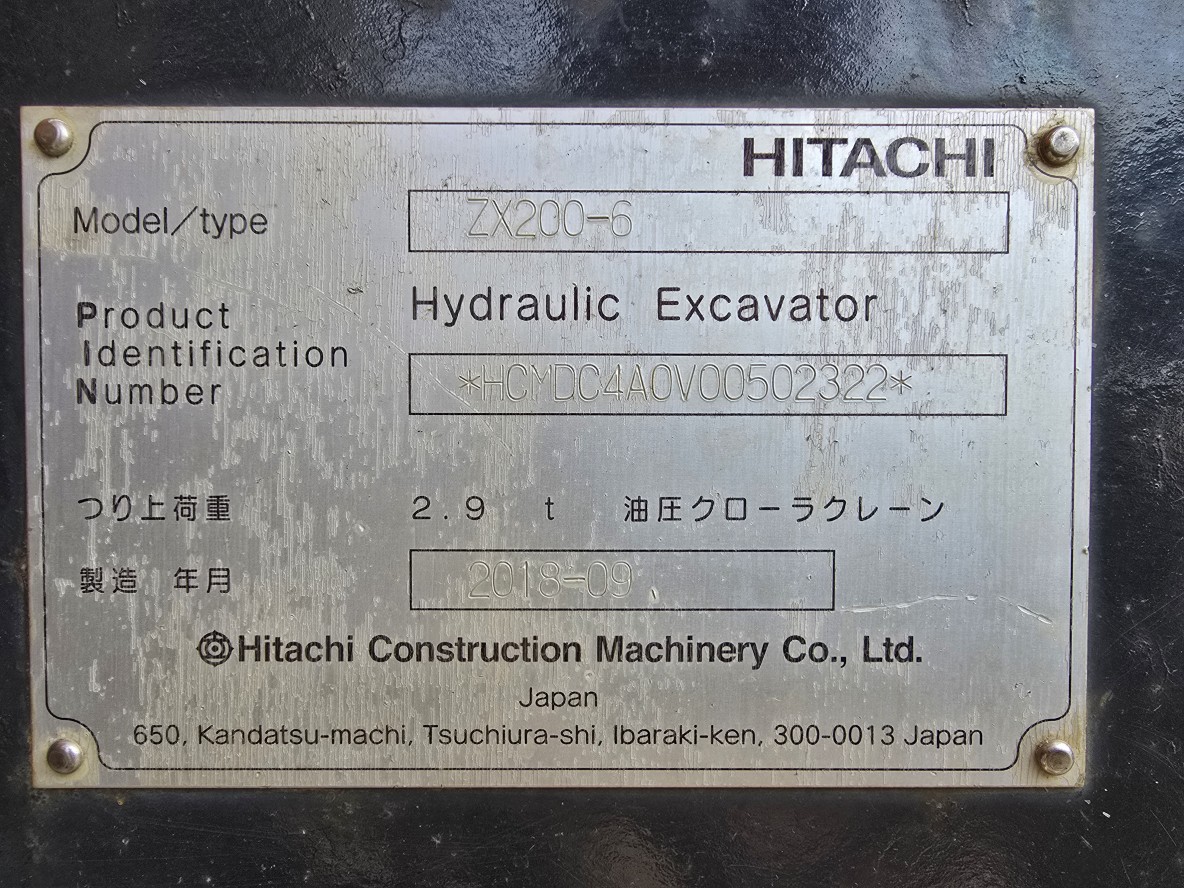 HITACHI
Model/type ZX200-6
Hydraulic Excavator
Product
Identification
Number
*HCMDC4A0V00502322*
つり上荷重 2.9 t 油圧クローラクレーン
製造 年月 2018-09
Hitachi Construction Machinery Co., Ltd.
Japan
650, Kandatsu-machi, Tsuchiura-shi, Ibaraki-ken, 300-0013 Japan